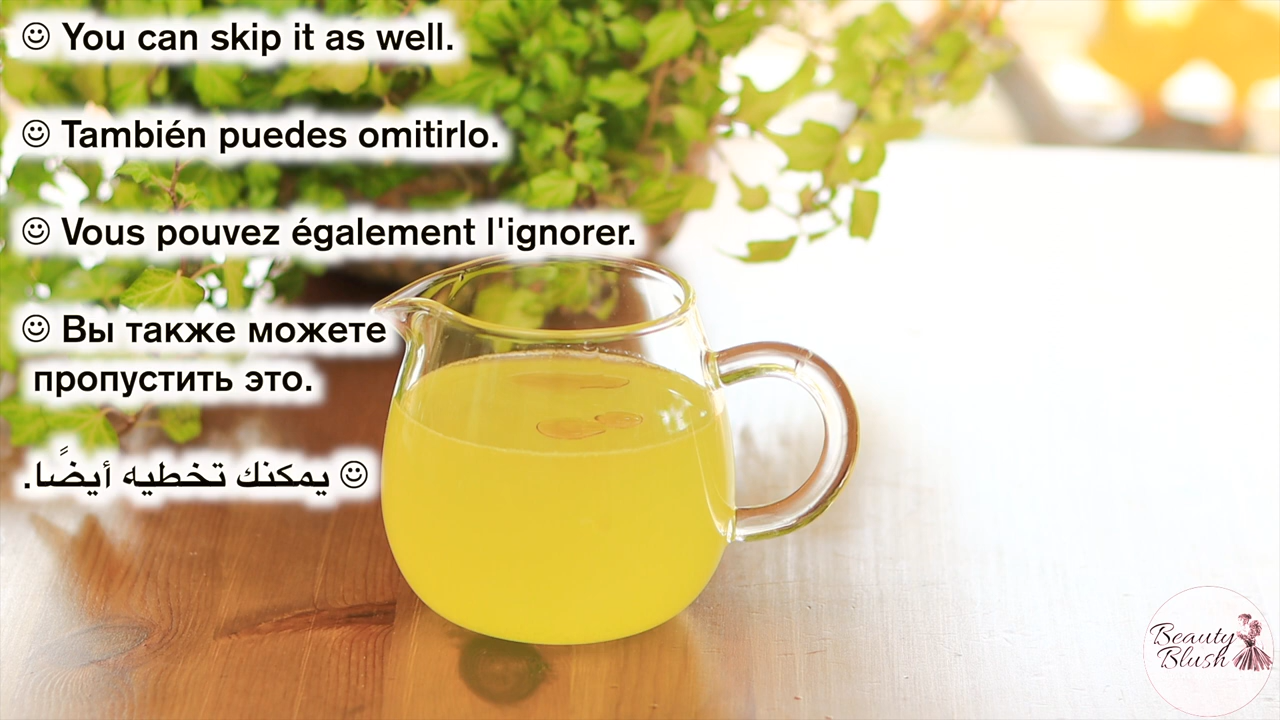 ☺ You can skip it as well.
☺ También puedes omitirlo.
☺ Vous pouvez également l'ignorer.
☺ Вы также можете
пропустить это.
☺ يمكنك تخطيه أيضًا.
Beauty
Blush